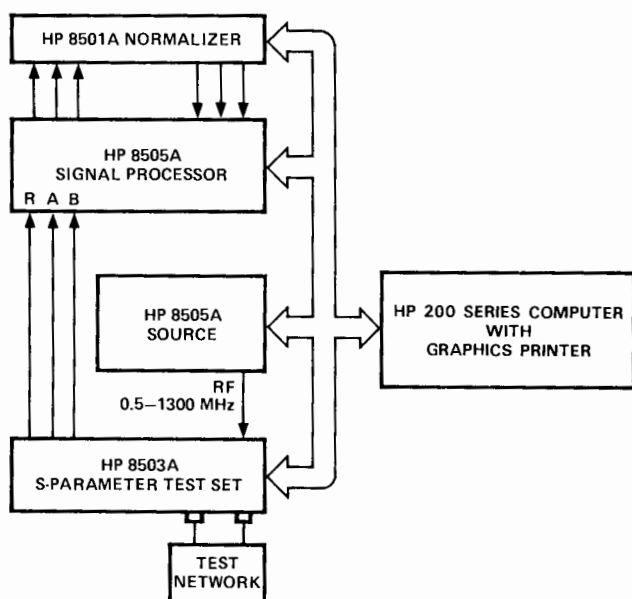 HP 8501A NORMALIZER
HP 8505A
SIGNAL PROCESSOR
R A B
HP 8505A
SOURCE
HP 200 SERIES COMPUTER
WITH
GRAPHICS PRINTER
RF
0.5–1300 MHz
HP 8503A
S-PARAMETER TEST SET
TEST
NETWORK